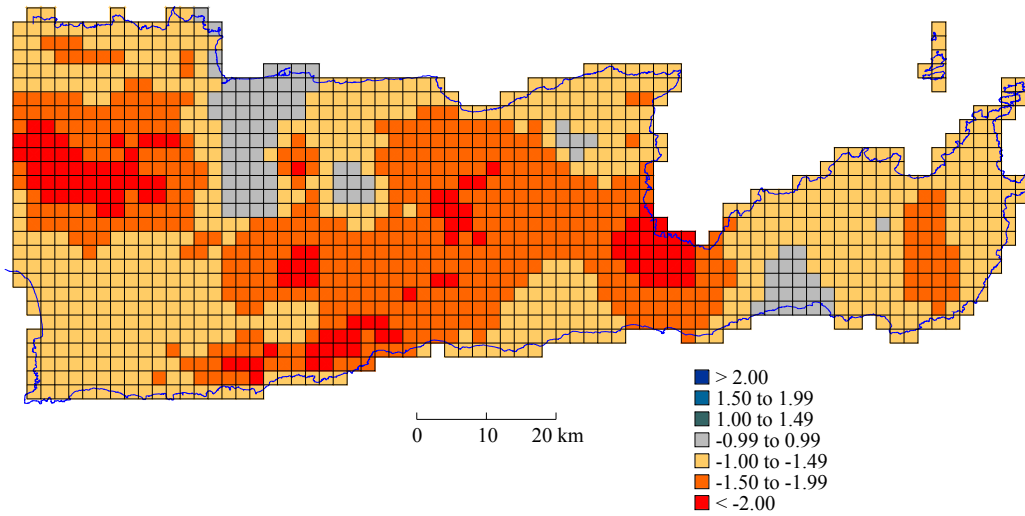 0 10 20 km
> 2.00
1.50 to 1.99
1.00 to 1.49
-0.99 to 0.99
-1.00 to -1.49
-1.50 to -1.99
< -2.00